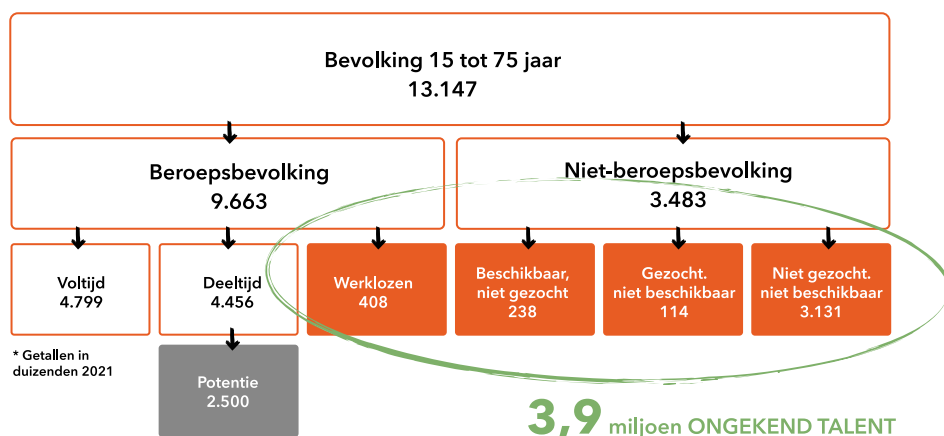 Bevolking 15 tot 75 jaar
13.147
Beroepsbevolking
9.663
Niet-beroepsbevolking
3.483
Voltijd
4.799
Deeltijd
4.456
Werklozen
408
Beschikbaar,
niet gezocht
238
Gezocht.
niet beschikbaar
114
Niet gezocht.
niet beschikbaar
3.131
* Getallen in
duizenden 2021
Potentie
2.500
3,9 miljoen ONGEKEND TALENT